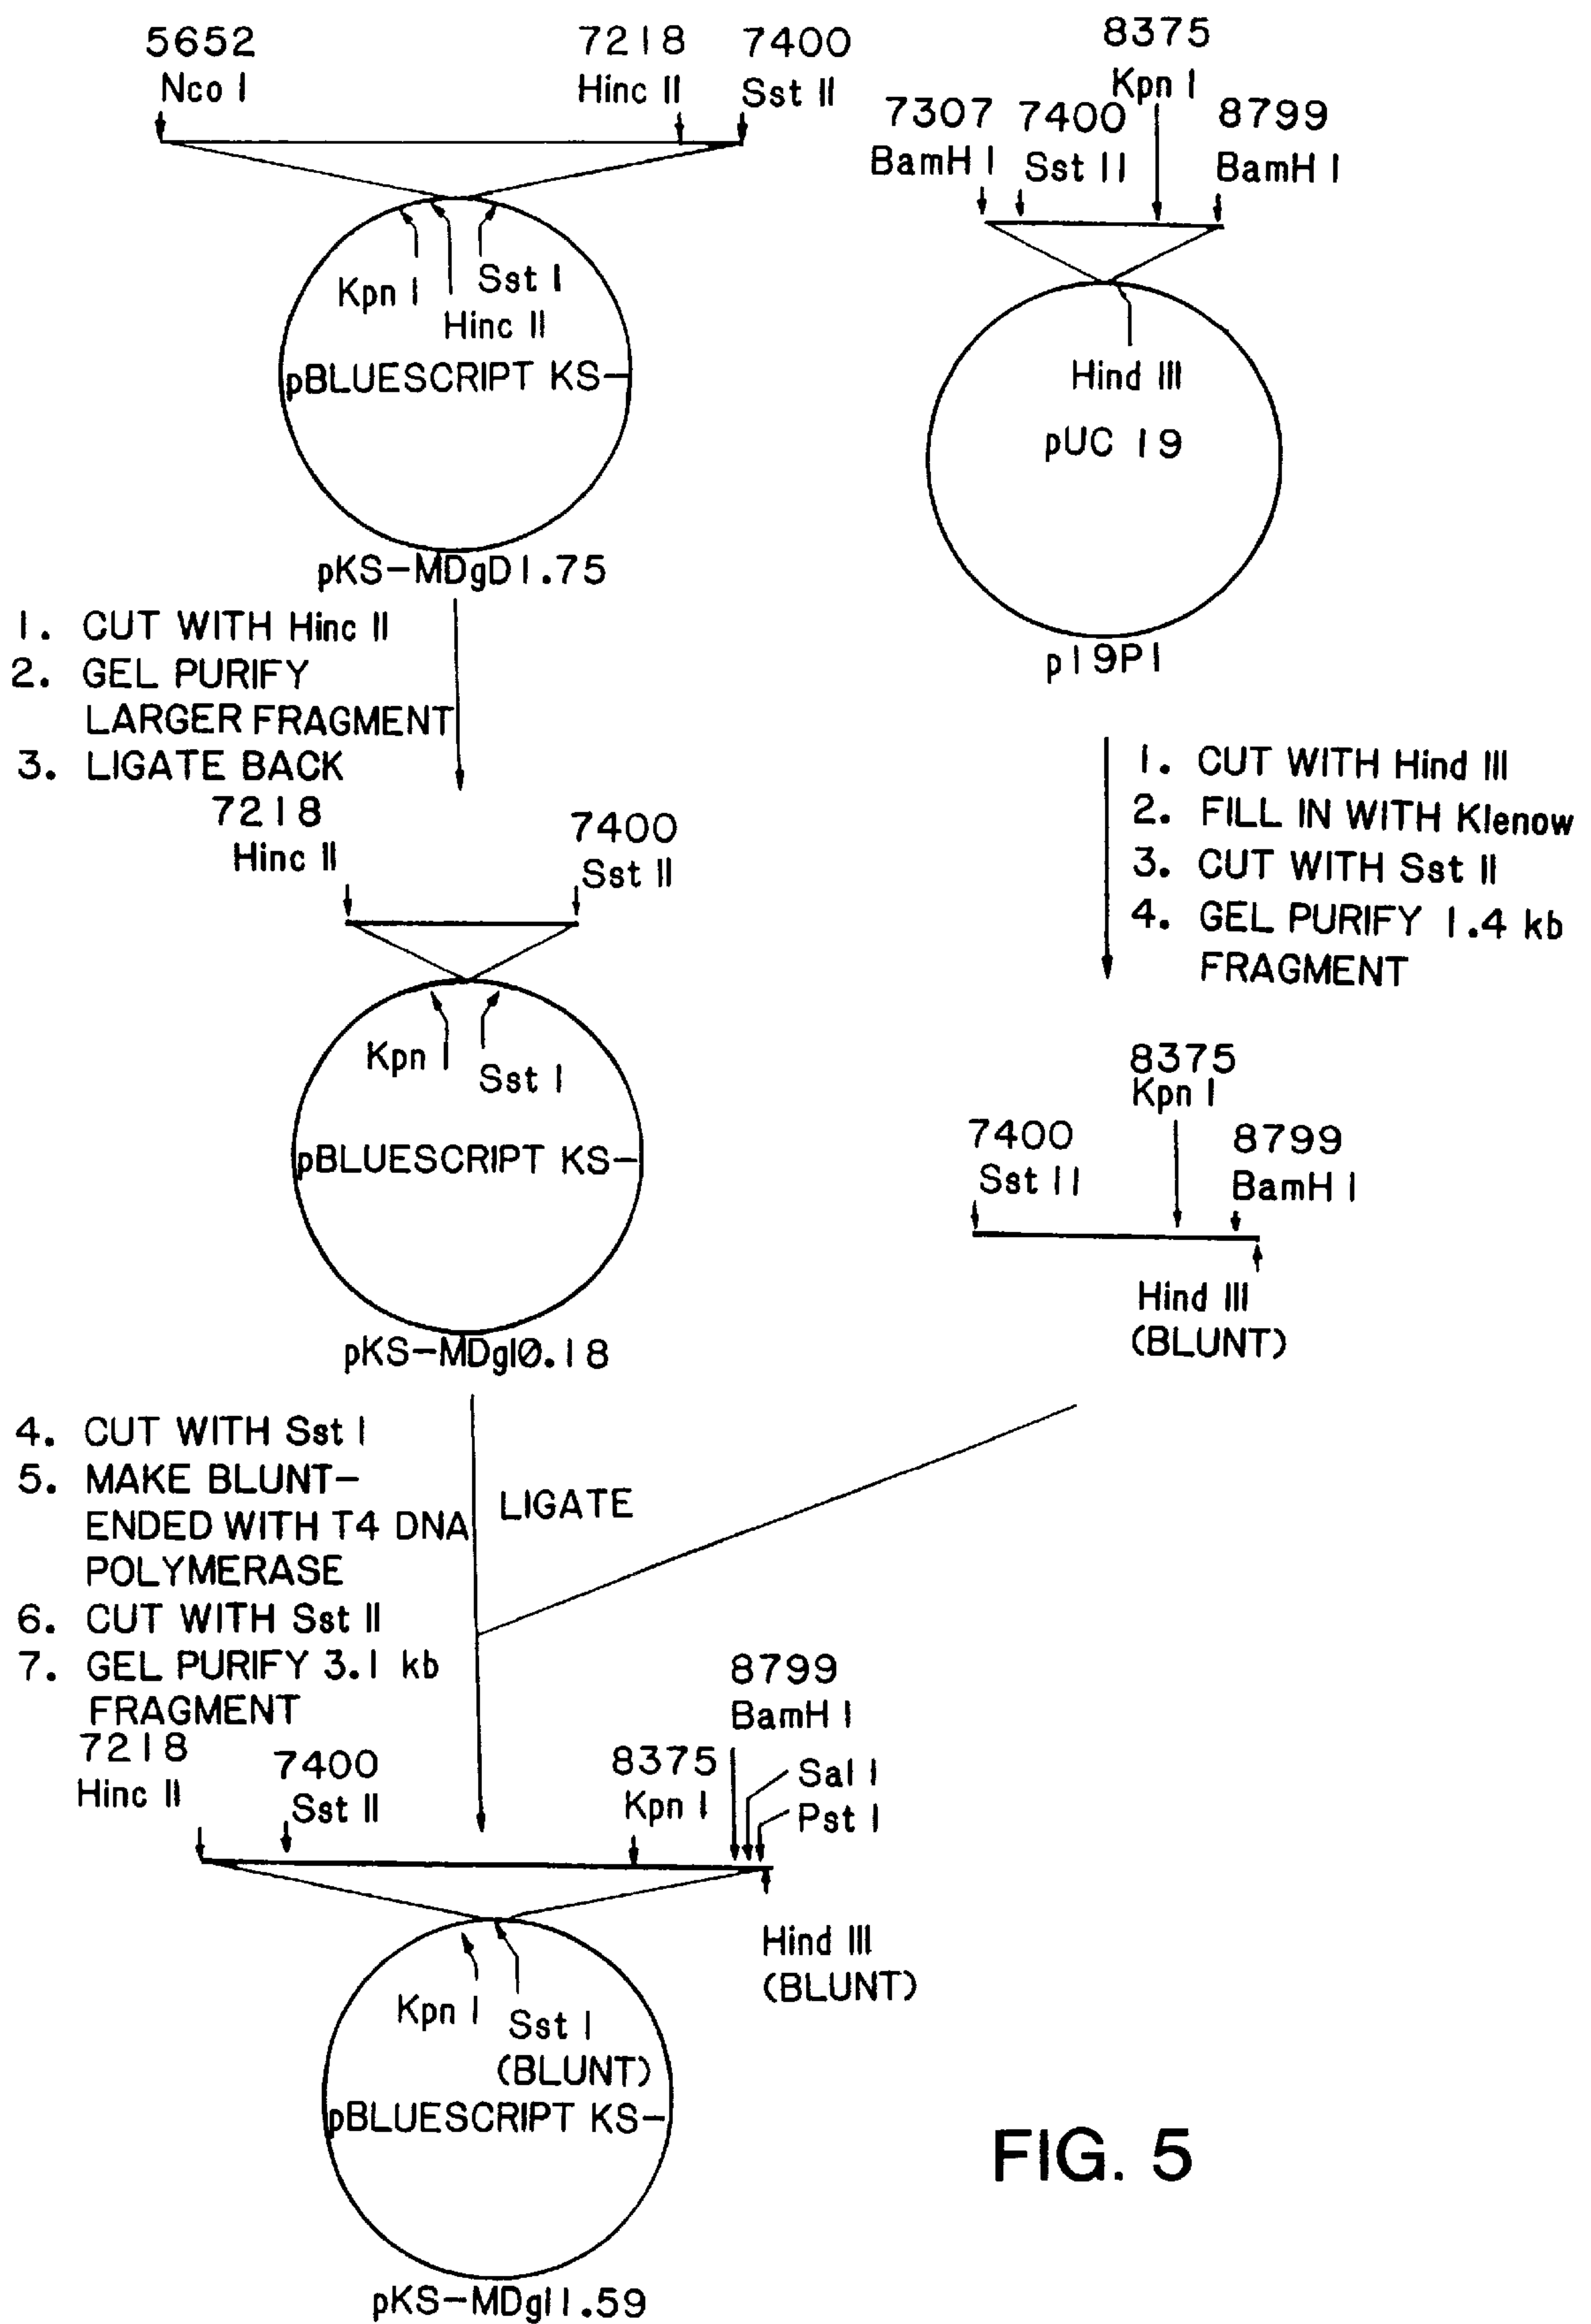 5652
Nco I
7218
Hinc II
7400
Sst II
Kpn I
Sst I
Hinc II
pBLUESCRIPT KS-
pKS-MDgD1.75
8375
Kpn I
7307
BamH I
7400
Sst II
8799
BamH I
Hind III
pUC 19
p19P1
1. CUT WITH Hinc II
2. GEL PURIFY
LARGER FRAGMENT
3. LIGATE BACK
1. CUT WITH Hind III
2. FILL IN WITH Klenow
3. CUT WITH Sst II
4. GEL PURIFY 1.4 kb
FRAGMENT
7218
Hinc II
7400
Sst II
Kpn I
Sst I
pBLUESCRIPT KS-
pKS-MDgI0.18
8375
Kpn I
7400
Sst II
8799
BamH I
Hind III
(BLUNT)
4. CUT WITH Sst I
5. MAKE BLUNT-
ENDED WITH T4 DNA
POLYMERASE
6. CUT WITH Sst II
7. GEL PURIFY 3.1 kb
FRAGMENT
LIGATE
7218
Hinc II
7400
Sst II
8375
Kpn I
8799
BamH I
Sal I
Pst I
Hind III
(BLUNT)
Kpn I
Sst I
(BLUNT)
pBLUESCRIPT KS-
pKS-MDgI1.59
FIG. 5